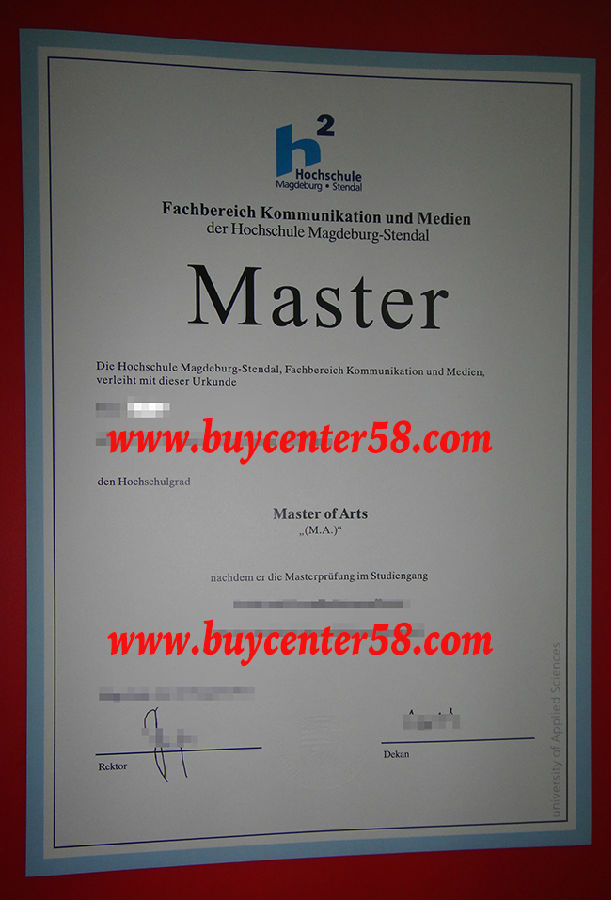 h2
Hochschule
Magdeburg • Stendal
Fachbereich Kommunikation und Medien
der Hochschule Magdeburg-Stendal
Master
Die Hochschule Magdeburg-Stendal, Fachbereich Kommunikation und Medien,
verleiht mit dieser Urkunde
www.buycenter58.com
den Hochschulgrad
Master of Arts
„(M.A.)“
nachdem er die Masterprüfung im Studiengang
www.buycenter58.com
Rektor
Dekan
university of Applied Sciences